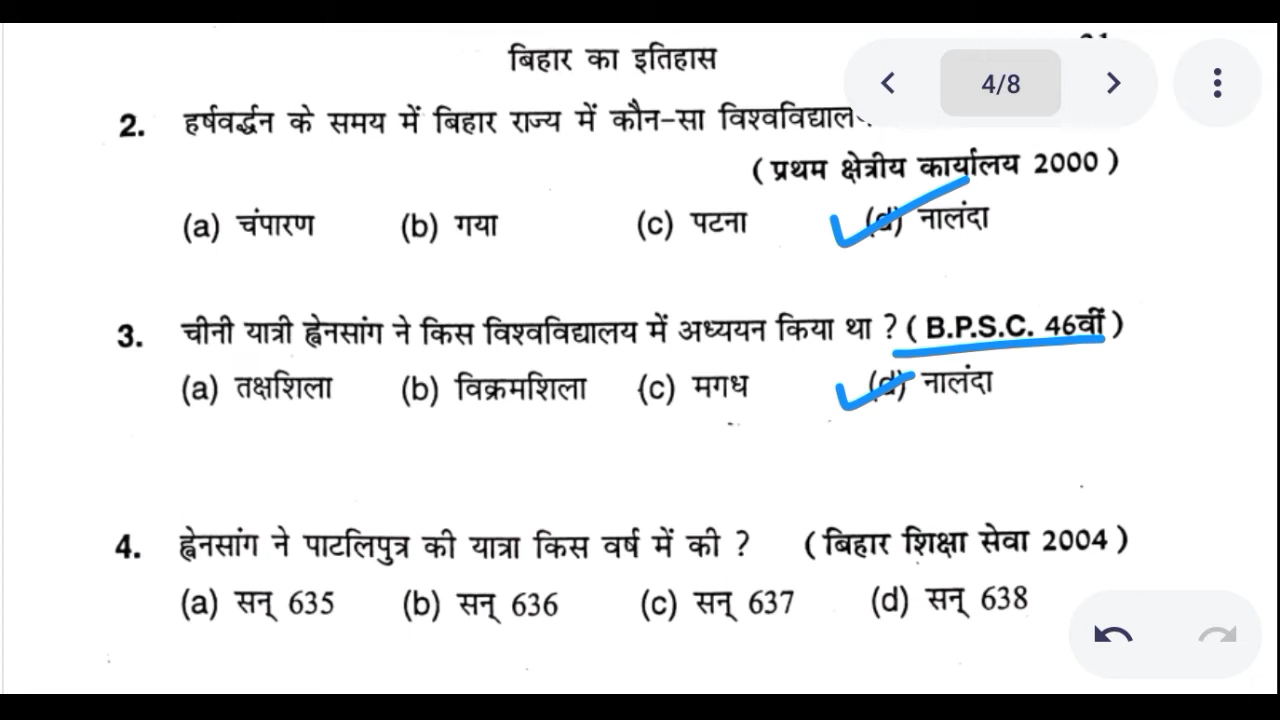 बिहार का इतिहास
4/8
2. हर्षवर्द्धन के समय में बिहार राज्य में कौन-सा
(प्रथम क्षेत्रीय कार्यालय 2000)
(a) चंपारण (b) गया (c) पटना (d) नालंदा
3. चीनी यात्री ह्वेनसांग ने किस विश्वविद्यालय में अध्ययन किया था ? (B.P.S.C. 46वीं)
(a) तक्षशिला (b) विक्रमशिला (c) मगध (d) नालंदा
4. ह्वेनसांग ने पाटलिपुत्र की यात्रा किस वर्ष में की ? (बिहार शिक्षा सेवा 2004)
(a) सन् 635 (b) सन् 636 (c) सन् 637 (d) सन् 638